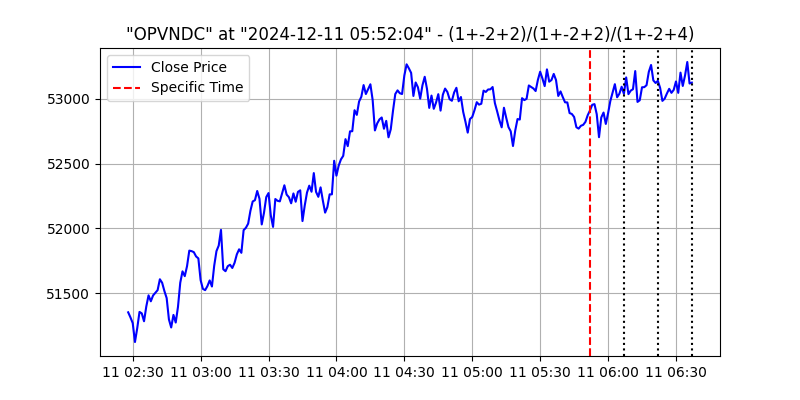 "OPVNDC" at "2024-12-11 05:52:04" - (1+-2+2)/(1+-2+2)/(1+-2+4)
Close Price
Specific Time
53000
52500
52000
51500
11 02:30 11 03:00 11 03:30 11 04:00 11 04:30 11 05:00 11 05:30 11 06:00 11 06:30